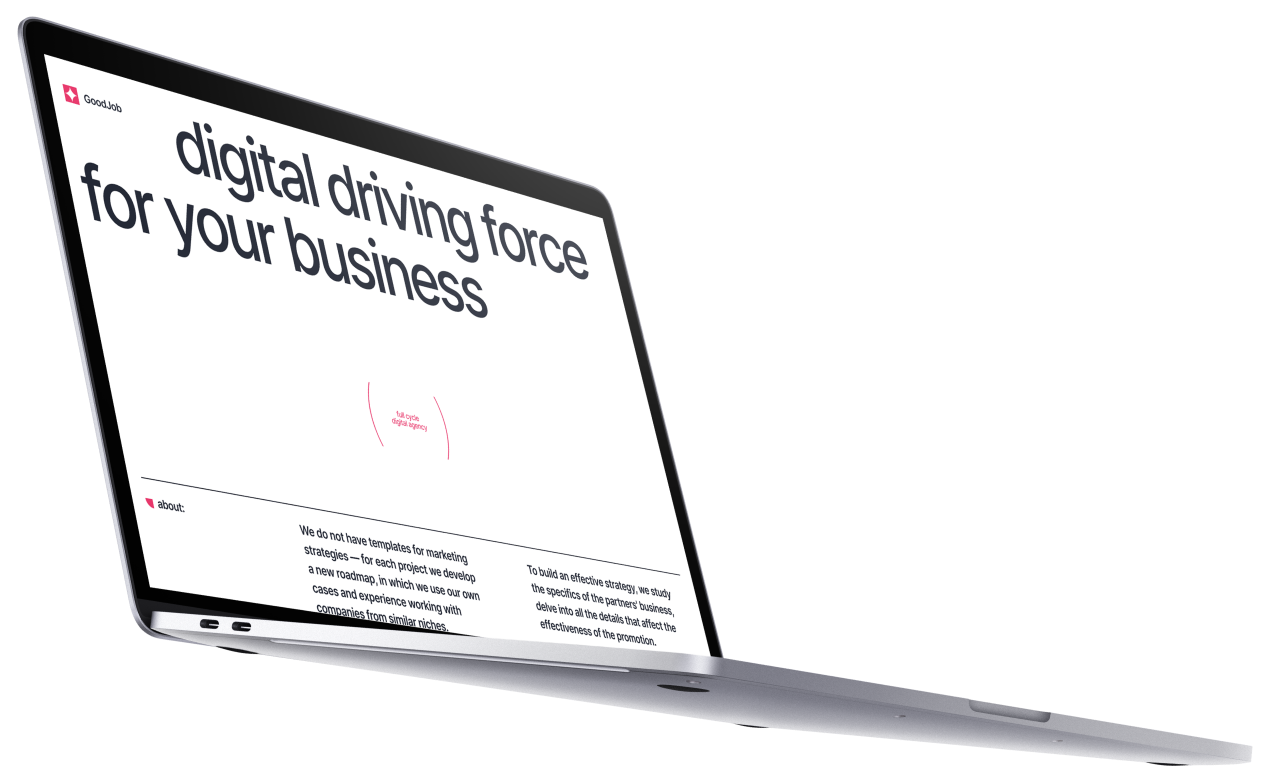 GoodJob
digital driving force
for your business
full cycle
digital agency
about:
We do not have templates for marketing
strategies — for each project we develop
a new roadmap, in which we use our own
cases and experience working with
companies from similar niches.
To build an effective strategy, we study
the specifics of the partners' business,
delve into all the details that affect the
effectiveness of the promotion.